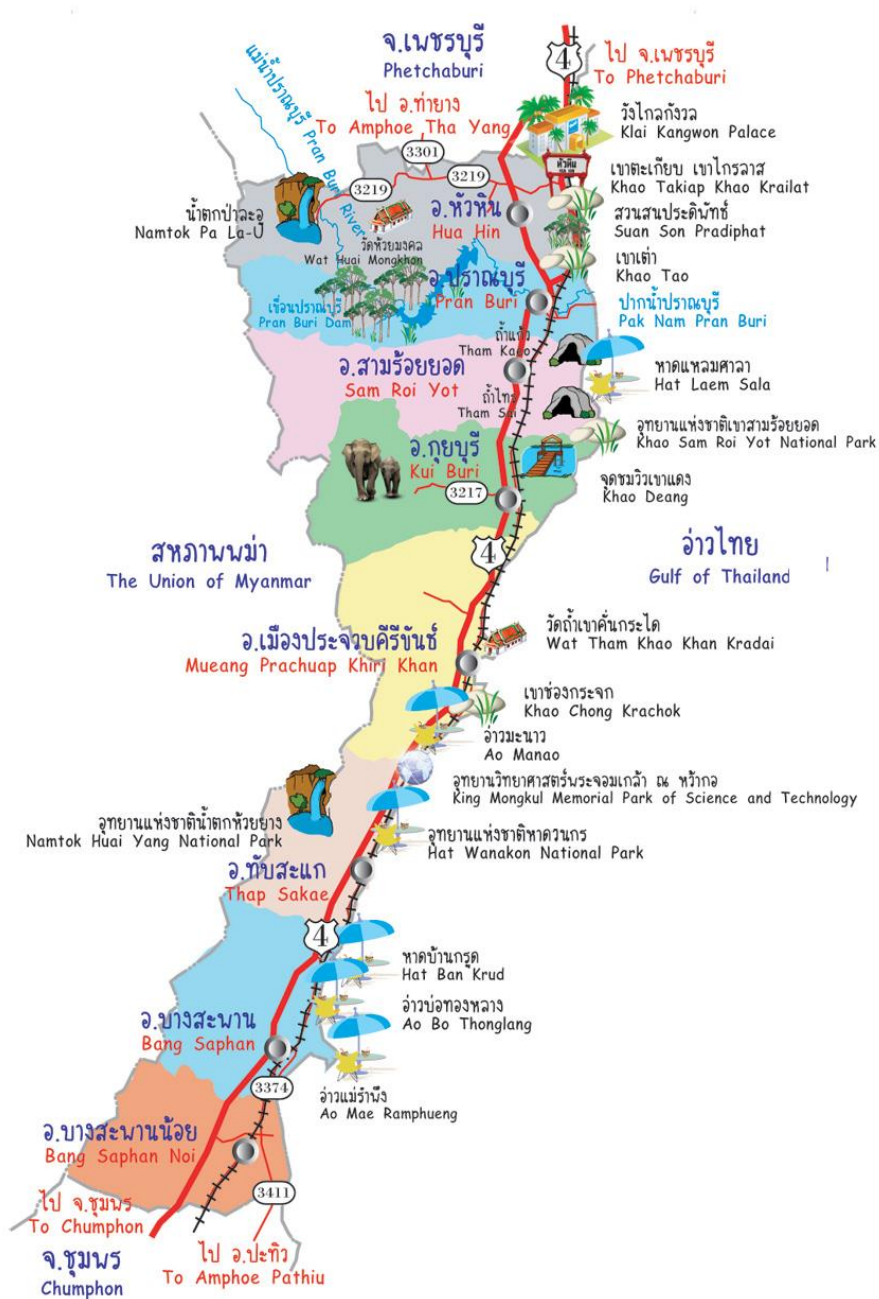 จ.เพชรบุรี
Phetchaburi
4
ไป จ.เพชรบุรี
To Phetchaburi
แม่น้ำปราณบุรี Pran Buri River
ไป อ.ท่ายาง
To Amphoe Tha Yang
วังไกลกังวล
Klai Kangwon Palace
3301
3219
3219
หัวหิน
เขาตะเกียบ เขาไกรลาส
Khao Takiap Khao Krailat
น้ำตกป่าละอู
Namtok Pa La-U
อ.หัวหิน
Hua Hin
สวนสนประดิพัทธ์
Suan Son Pradiphat
วัดห้วยมงคล
Wat Huai Mongkhon
เขาเต่า
Khao Tao
อ.ปราณบุรี
Pran Buri
เขื่อนปราณบุรี
Pran Buri Dam
ปากน้ำปราณบุรี
Pak Nam Pran Buri
ถ้ำแก้ว
Tham Kaeo
อ.สามร้อยยอด
Sam Roi Yot
หาดแหลมศาลา
Hat Laem Sala
ถ้ำไทร
Tham Sai
อุทยานแห่งชาติเขาสามร้อยยอด
Khao Sam Roi Yot National Park
อ.กุยบุรี
Kui Buri
3217
จุดชมวิวเขาแดง
Khao Deang
สหภาพพม่า
The Union of Myanmar
4
อ่าวไทย
Gulf of Thailand
วัดถ้ำเขาคั่นกระได
Wat Tham Khao Khan Kradai
อ.เมืองประจวบคีรีขันธ์
Mueang Prachuap Khiri Khan
เขาช่องกระจก
Khao Chong Krachok
อ่าวมะนาว
Ao Manao
อุทยานวิทยาศาสตร์พระจอมเกล้า ณ หว้ากอ
King Mongkul Memorial Park of Science and Technology
อุทยานแห่งชาติน้ำตกห้วยยาง
Namtok Huai Yang National Park
อุทยานแห่งชาติหาดวนกร
Hat Wanakon National Park
อ.ทับสะแก
Thap Sakae
4
หาดบ้านกรูด
Hat Ban Krud
อ่าวบ่อทองหลาง
Ao Bo Thonglang
อ.บางสะพาน
Bang Saphan
3374
อ่าวแม่รำพึง
Ao Mae Ramphueng
อ.บางสะพานน้อย
Bang Saphan Noi
3411
ไป จ.ชุมพร
To Chumphon
จ.ชุมพร
Chumphon
ไป อ.ปะทิว
To Amphoe Pathiu